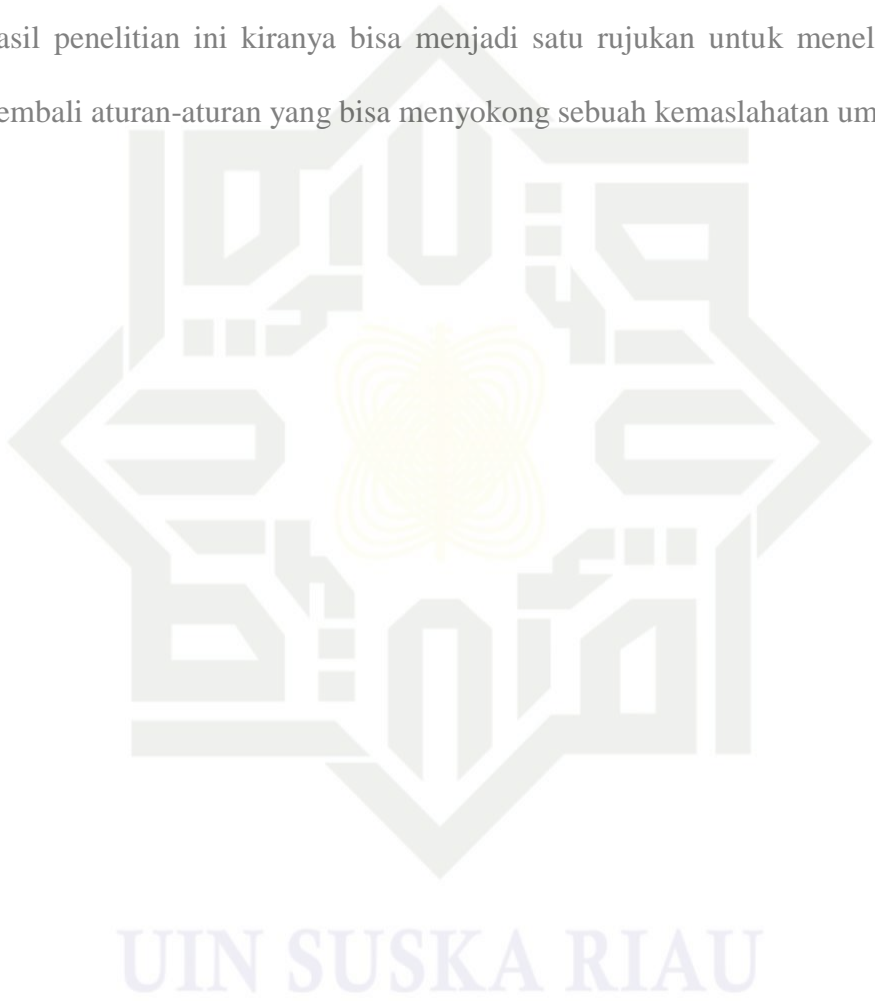 asil penelitian ini kiranya bisa menjadi satu rujukan untuk menel
embali aturan-aturan yang bisa menyokong sebuah kemaslahatan um
UIN SUSKA RIAU